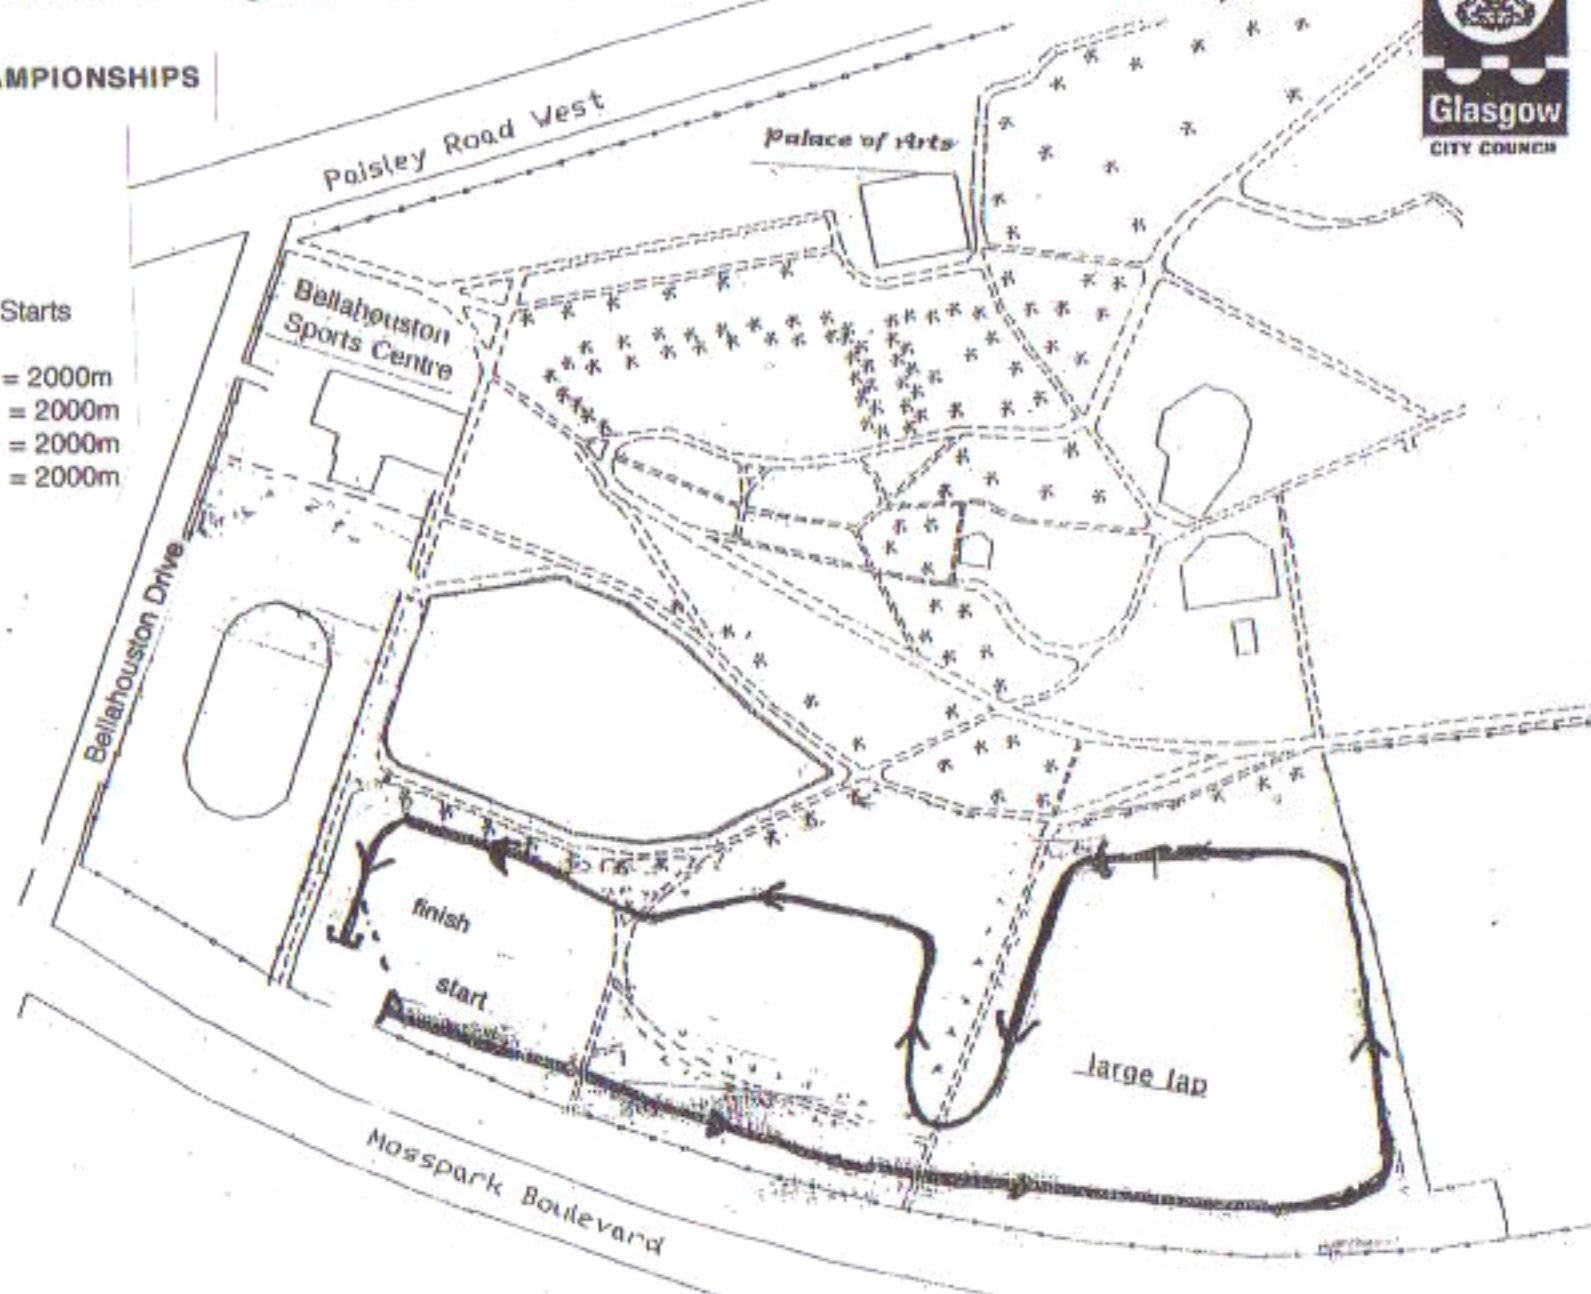 AMPIONSHIPS
Glasgow
CITY COUNCIL
Paisley Road West
Palace of Arts
Starts
= 2000m
= 2000m
= 2000m
= 2000m
Bellahouston
Sports Centre
Bellahouston Drive
finish
start
large lap
Mosspark Boulevard